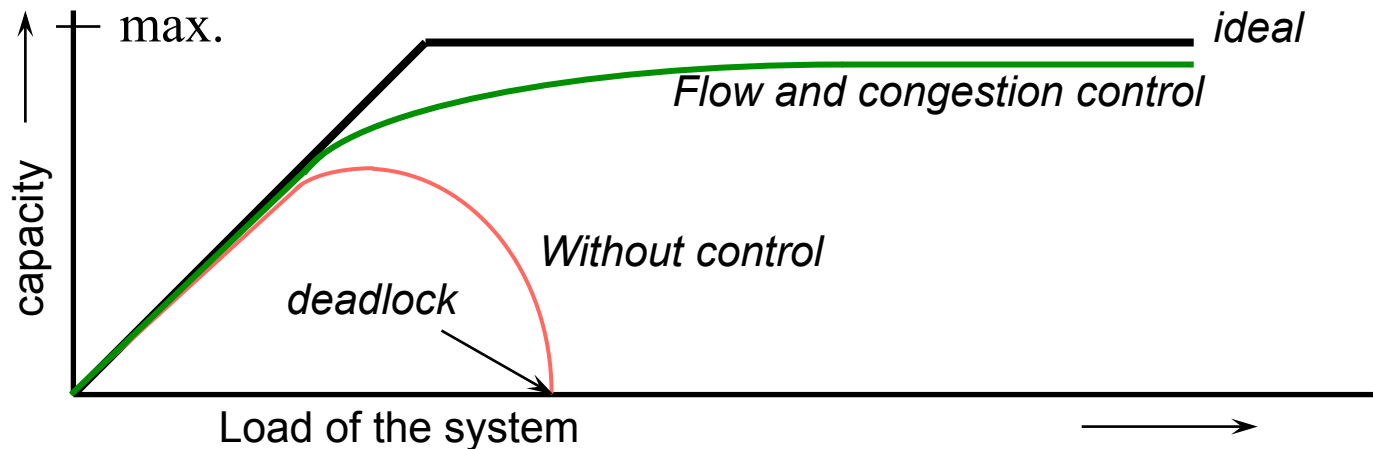 max.
ideal
Flow and congestion control
capacity
Without control
deadlock
Load of the system